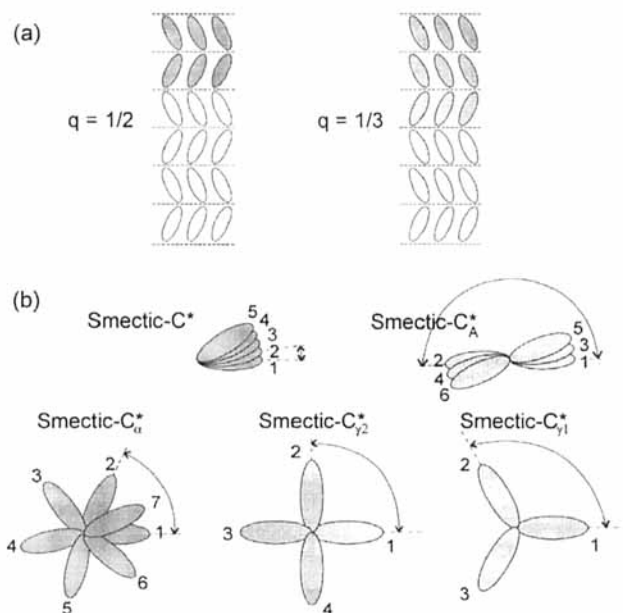 (a)
q = 1/2
q = 1/3
(b)
Smectic-C*
5
4
3
2
1
Smectic-C*A
5
3
1
2
4
6
Smectic-C*α
3
2
7
1
4
5
6
Smectic-C*γ2
2
3
1
4
Smectic-C*γ1
2
1
3